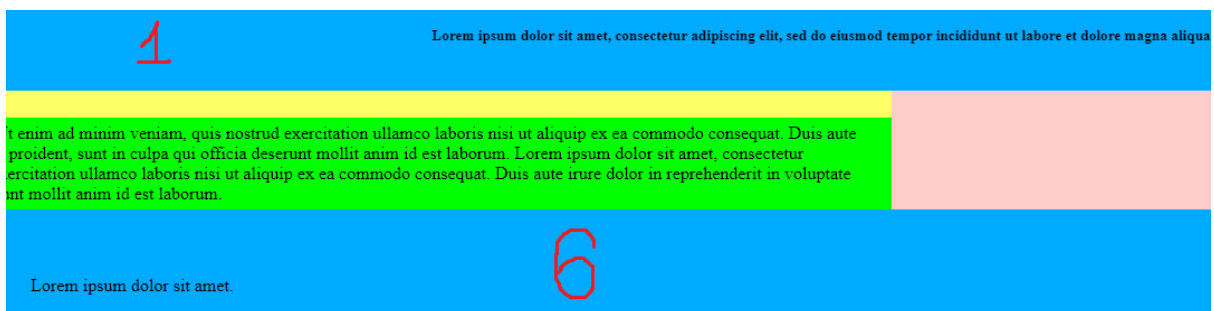 1
Lorem ipsum dolor sit amet, consectetur adipiscing elit, sed do eiusmod tempor incididunt ut labore et dolore magna aliqua
t enim ad minim veniam, quis nostrud exercitation ullamco laboris nisi ut aliquip ex ea commodo consequat. Duis aute
proident, sunt in culpa qui officia deserunt mollit anim id est laborum. Lorem ipsum dolor sit amet, consectetur
ercitation ullamco laboris nisi ut aliquip ex ea commodo consequat. Duis aute irure dolor in reprehenderit in voluptate
nt mollit anim id est laborum.
6
Lorem ipsum dolor sit amet.